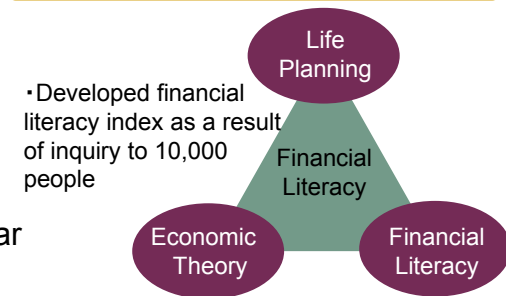 Life
Planning
・Developed financial
literacy index as a result
of inquiry to 10,000
people
Financial
Literacy
ar
Economic
Theory
Financial
Literacy